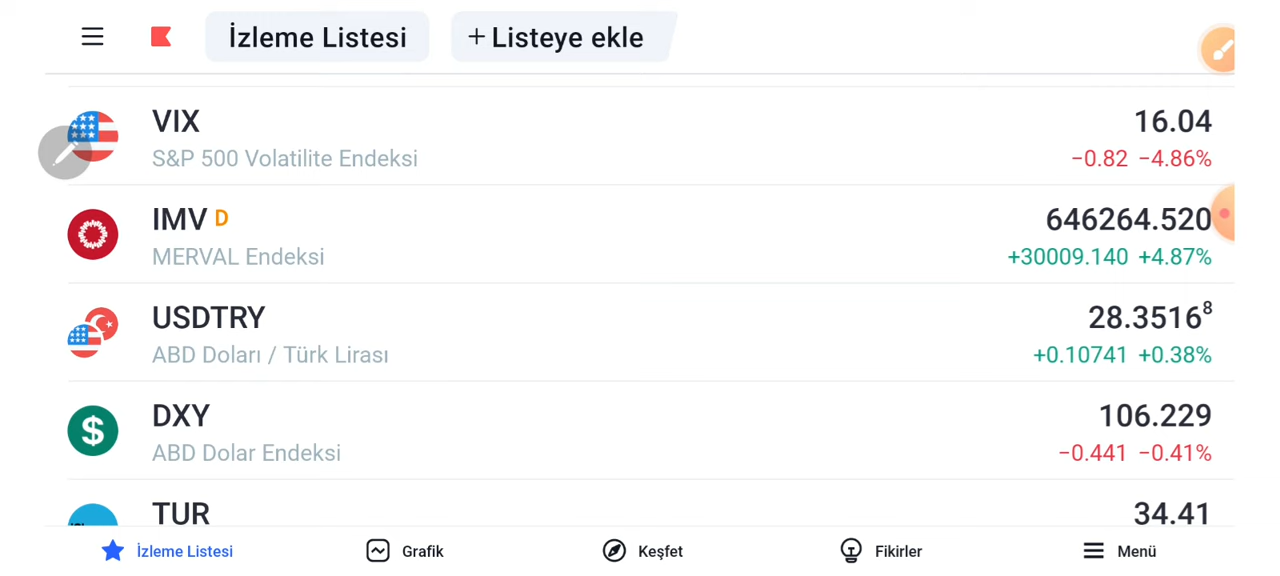 İzleme Listesi
+ Listeye ekle
VIX
16.04
S&P 500 Volatilite Endeksi
−0.82 −4.86%
IMV D
646264.520
MERVAL Endeksi
+30009.140 +4.87%
USDTRY
28.3516⁸
ABD Doları / Türk Lirası
+0.10741 +0.38%
DXY
106.229
ABD Dolar Endeksi
−0.441 −0.41%
TUR
34.41
İzleme Listesi
Grafik
Keşfet
Fikirler
Menü